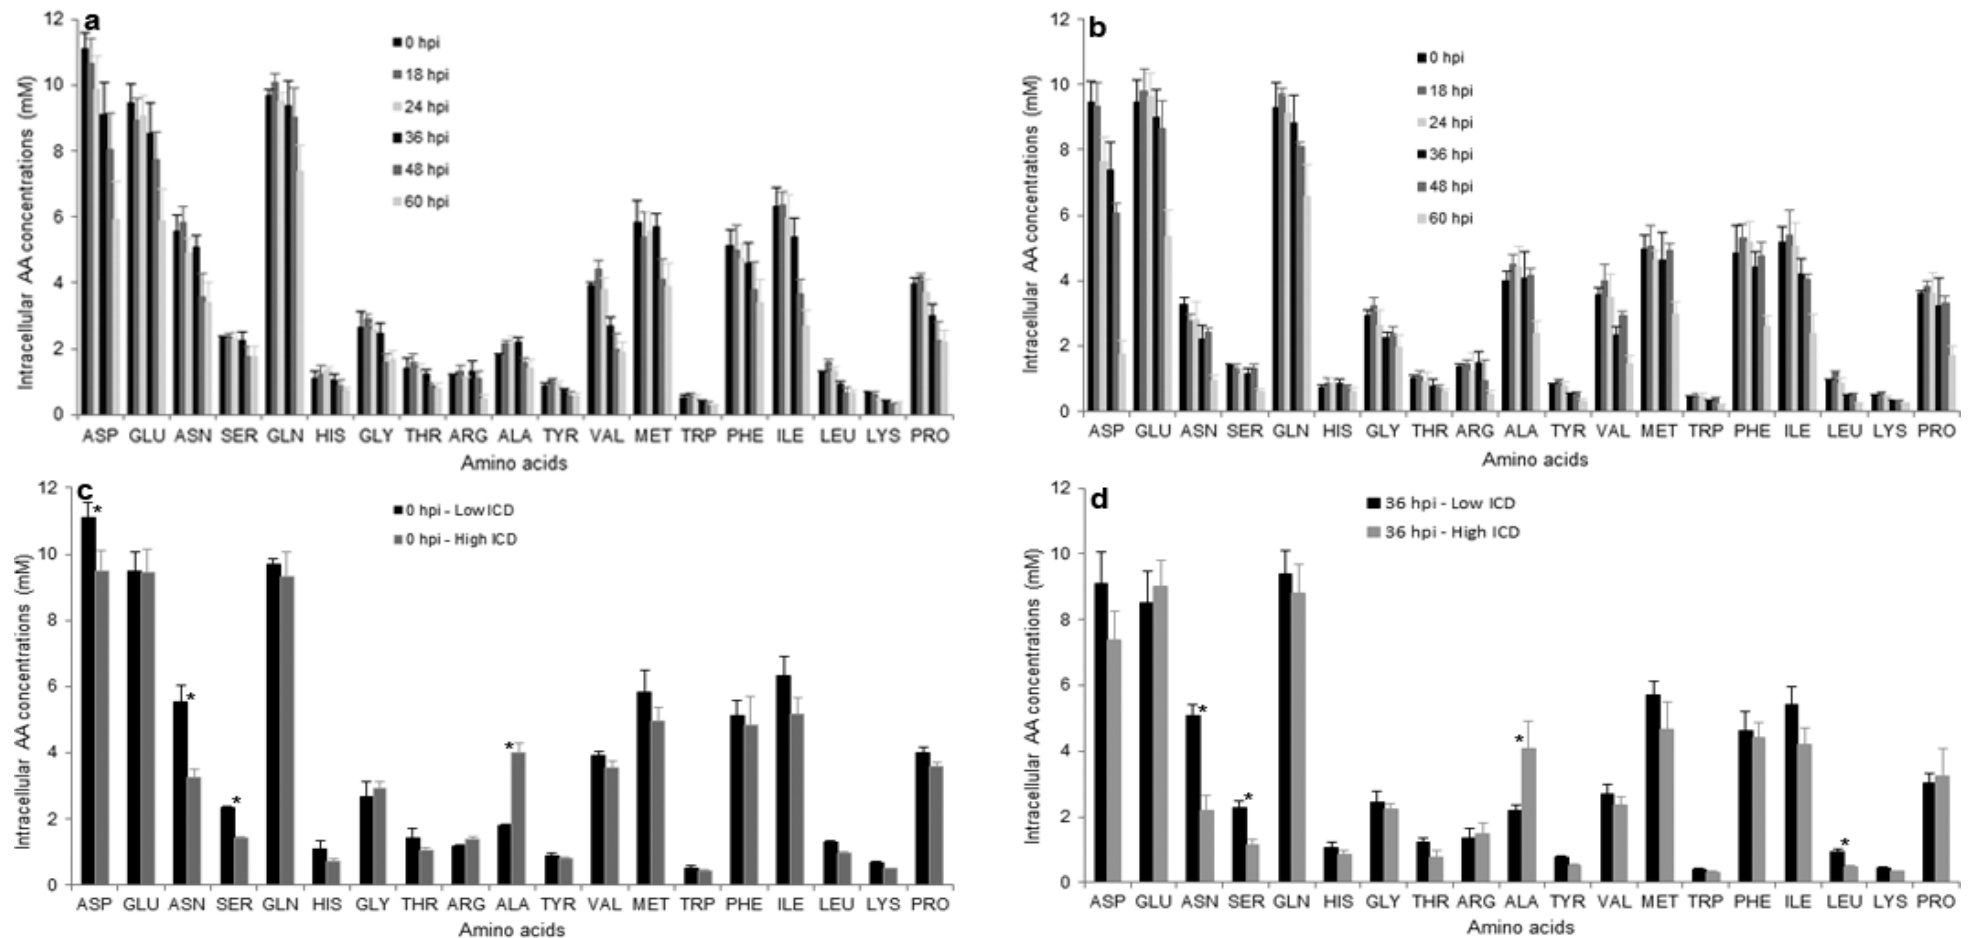 a
Intracellular AA concentrations (mM)
12
10
8
6
4
2
0
0 hpi
18 hpi
24 hpi
36 hpi
48 hpi
60 hpi
ASP GLU ASN SER GLN HIS GLY THR ARG ALA TYR VAL MET TRP PHE ILE LEU LYS PRO
Amino acids
b
Intracellular AA concentrations (mM)
12
10
8
6
4
2
0
0 hpi
18 hpi
24 hpi
36 hpi
48 hpi
60 hpi
ASP GLU ASN SER GLN HIS GLY THR ARG ALA TYR VAL MET TRP PHE ILE LEU LYS PRO
Amino acids
c
Intracellular AA concentrations (mM)
12
10
8
6
4
2
0
0 hpi - Low ICD
0 hpi - High ICD
* * * *
ASP GLU ASN SER GLN HIS GLY THR ARG ALA TYR VAL MET TRP PHE ILE LEU LYS PRO
Amino acids
d
Intracellular AA concentrations (mM)
12
10
8
6
4
2
0
36 hpi - Low ICD
36 hpi - High ICD
* * * *
ASP GLU ASN SER GLN HIS GLY THR ARG ALA TYR VAL MET TRP PHE ILE LEU LYS PRO
Amino acids